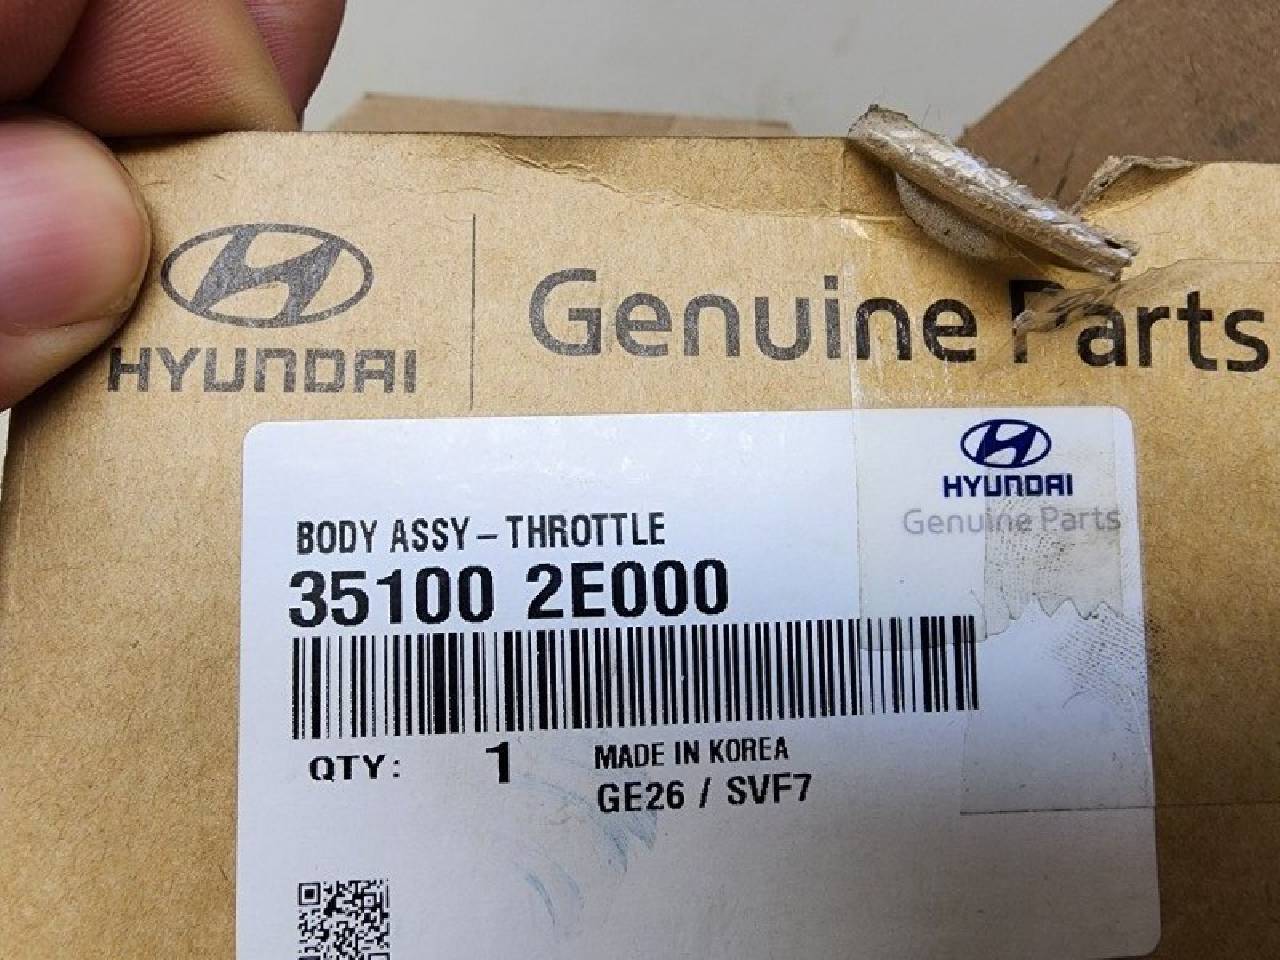 HYUNDAI
Genuine Parts
HYUNDAI
Genuine Parts
BODY ASSY-THROTTLE
35100 2E000
QTY: 1
MADE IN KOREA
GE26 / SVF7